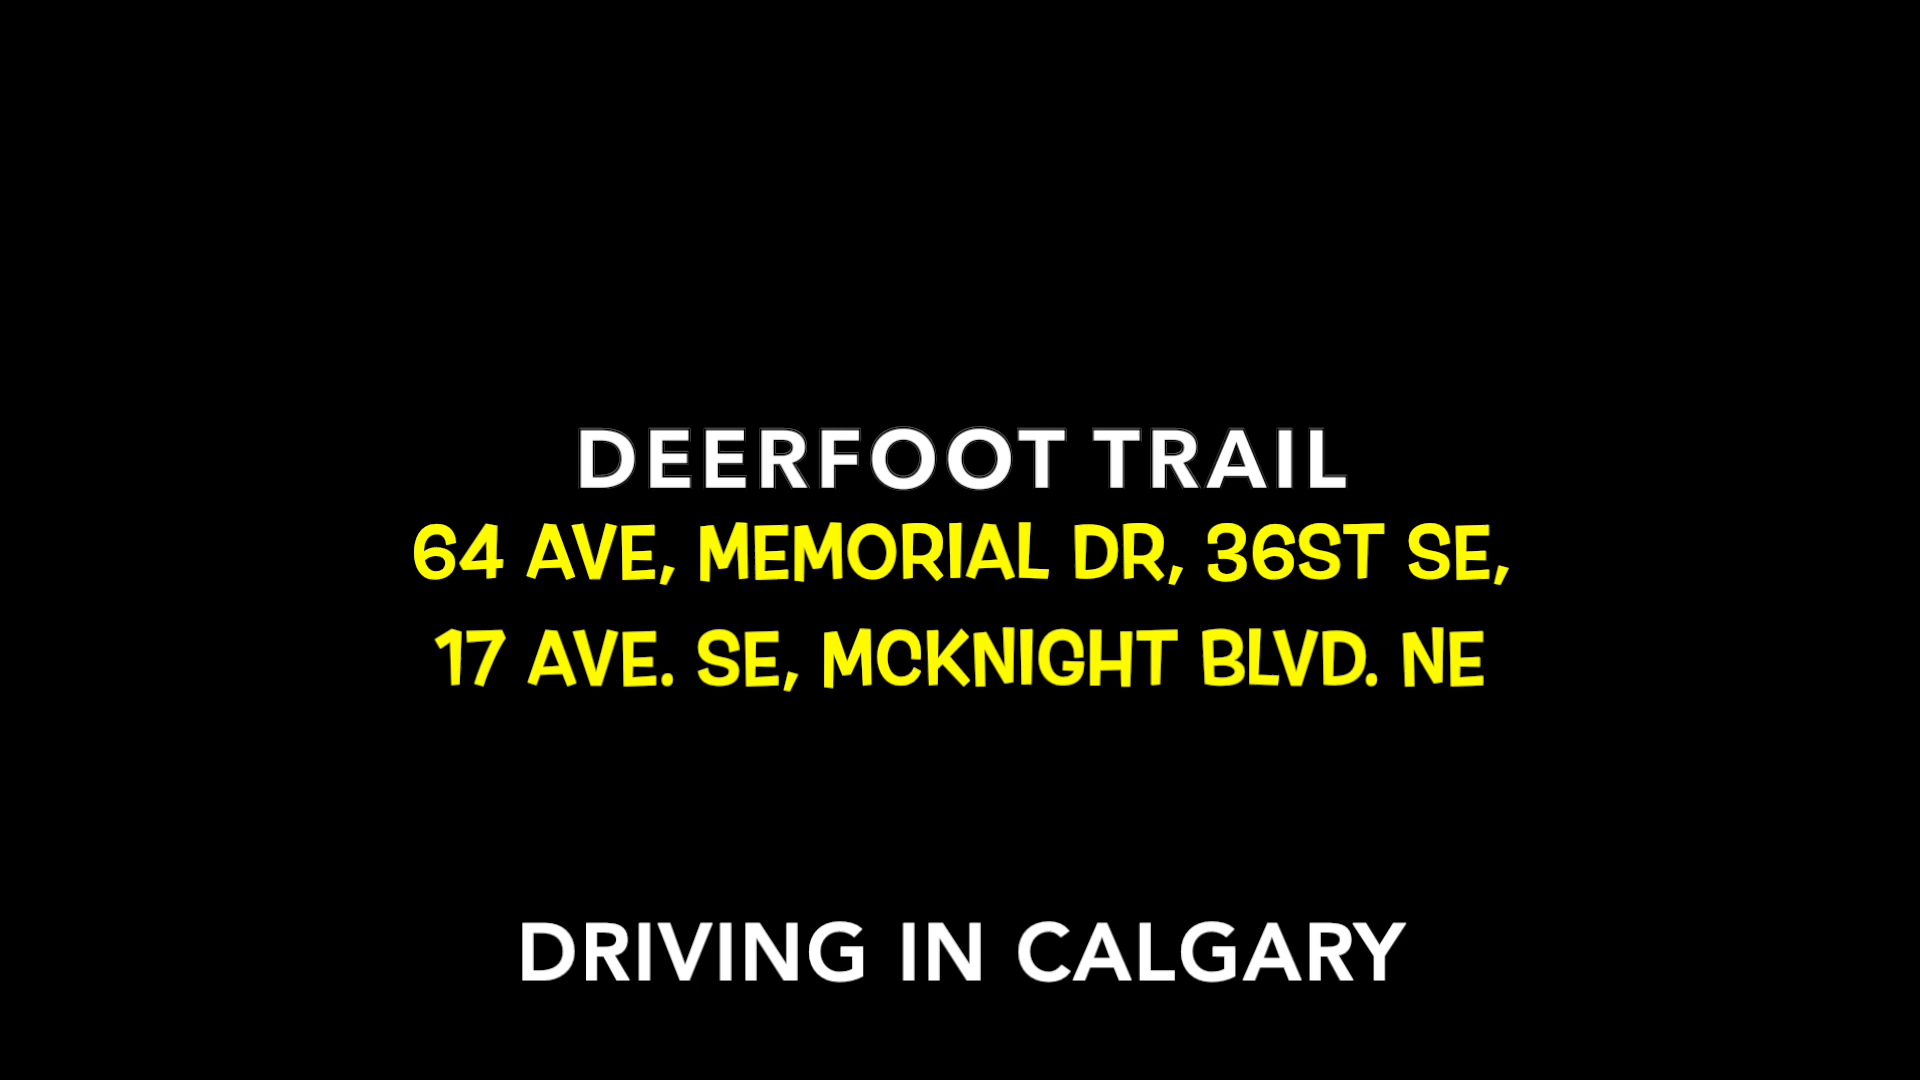 DEERFOOT TRAIL
64 AVE, MEMORIAL DR, 36ST SE,
17 AVE. SE, MCKNIGHT BLVD. NE
DRIVING IN CALGARY